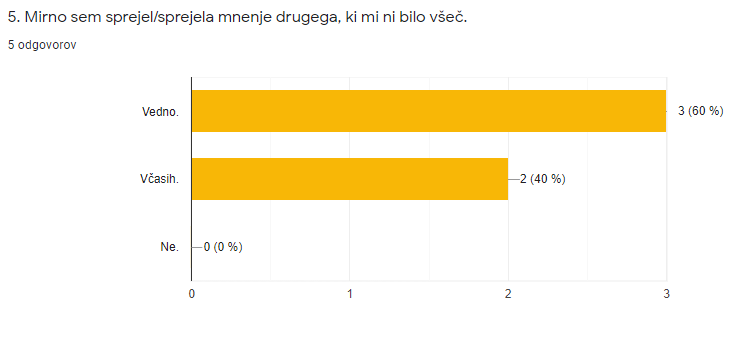 5. Mirno sem sprejel/sprejela mnenje drugega, ki mi ni bilo všeč.
5 odgovorov
Vedno. 3 (60 %)
Včasih. 2 (40 %)
Ne. 0 (0 %)
0 1 2 3